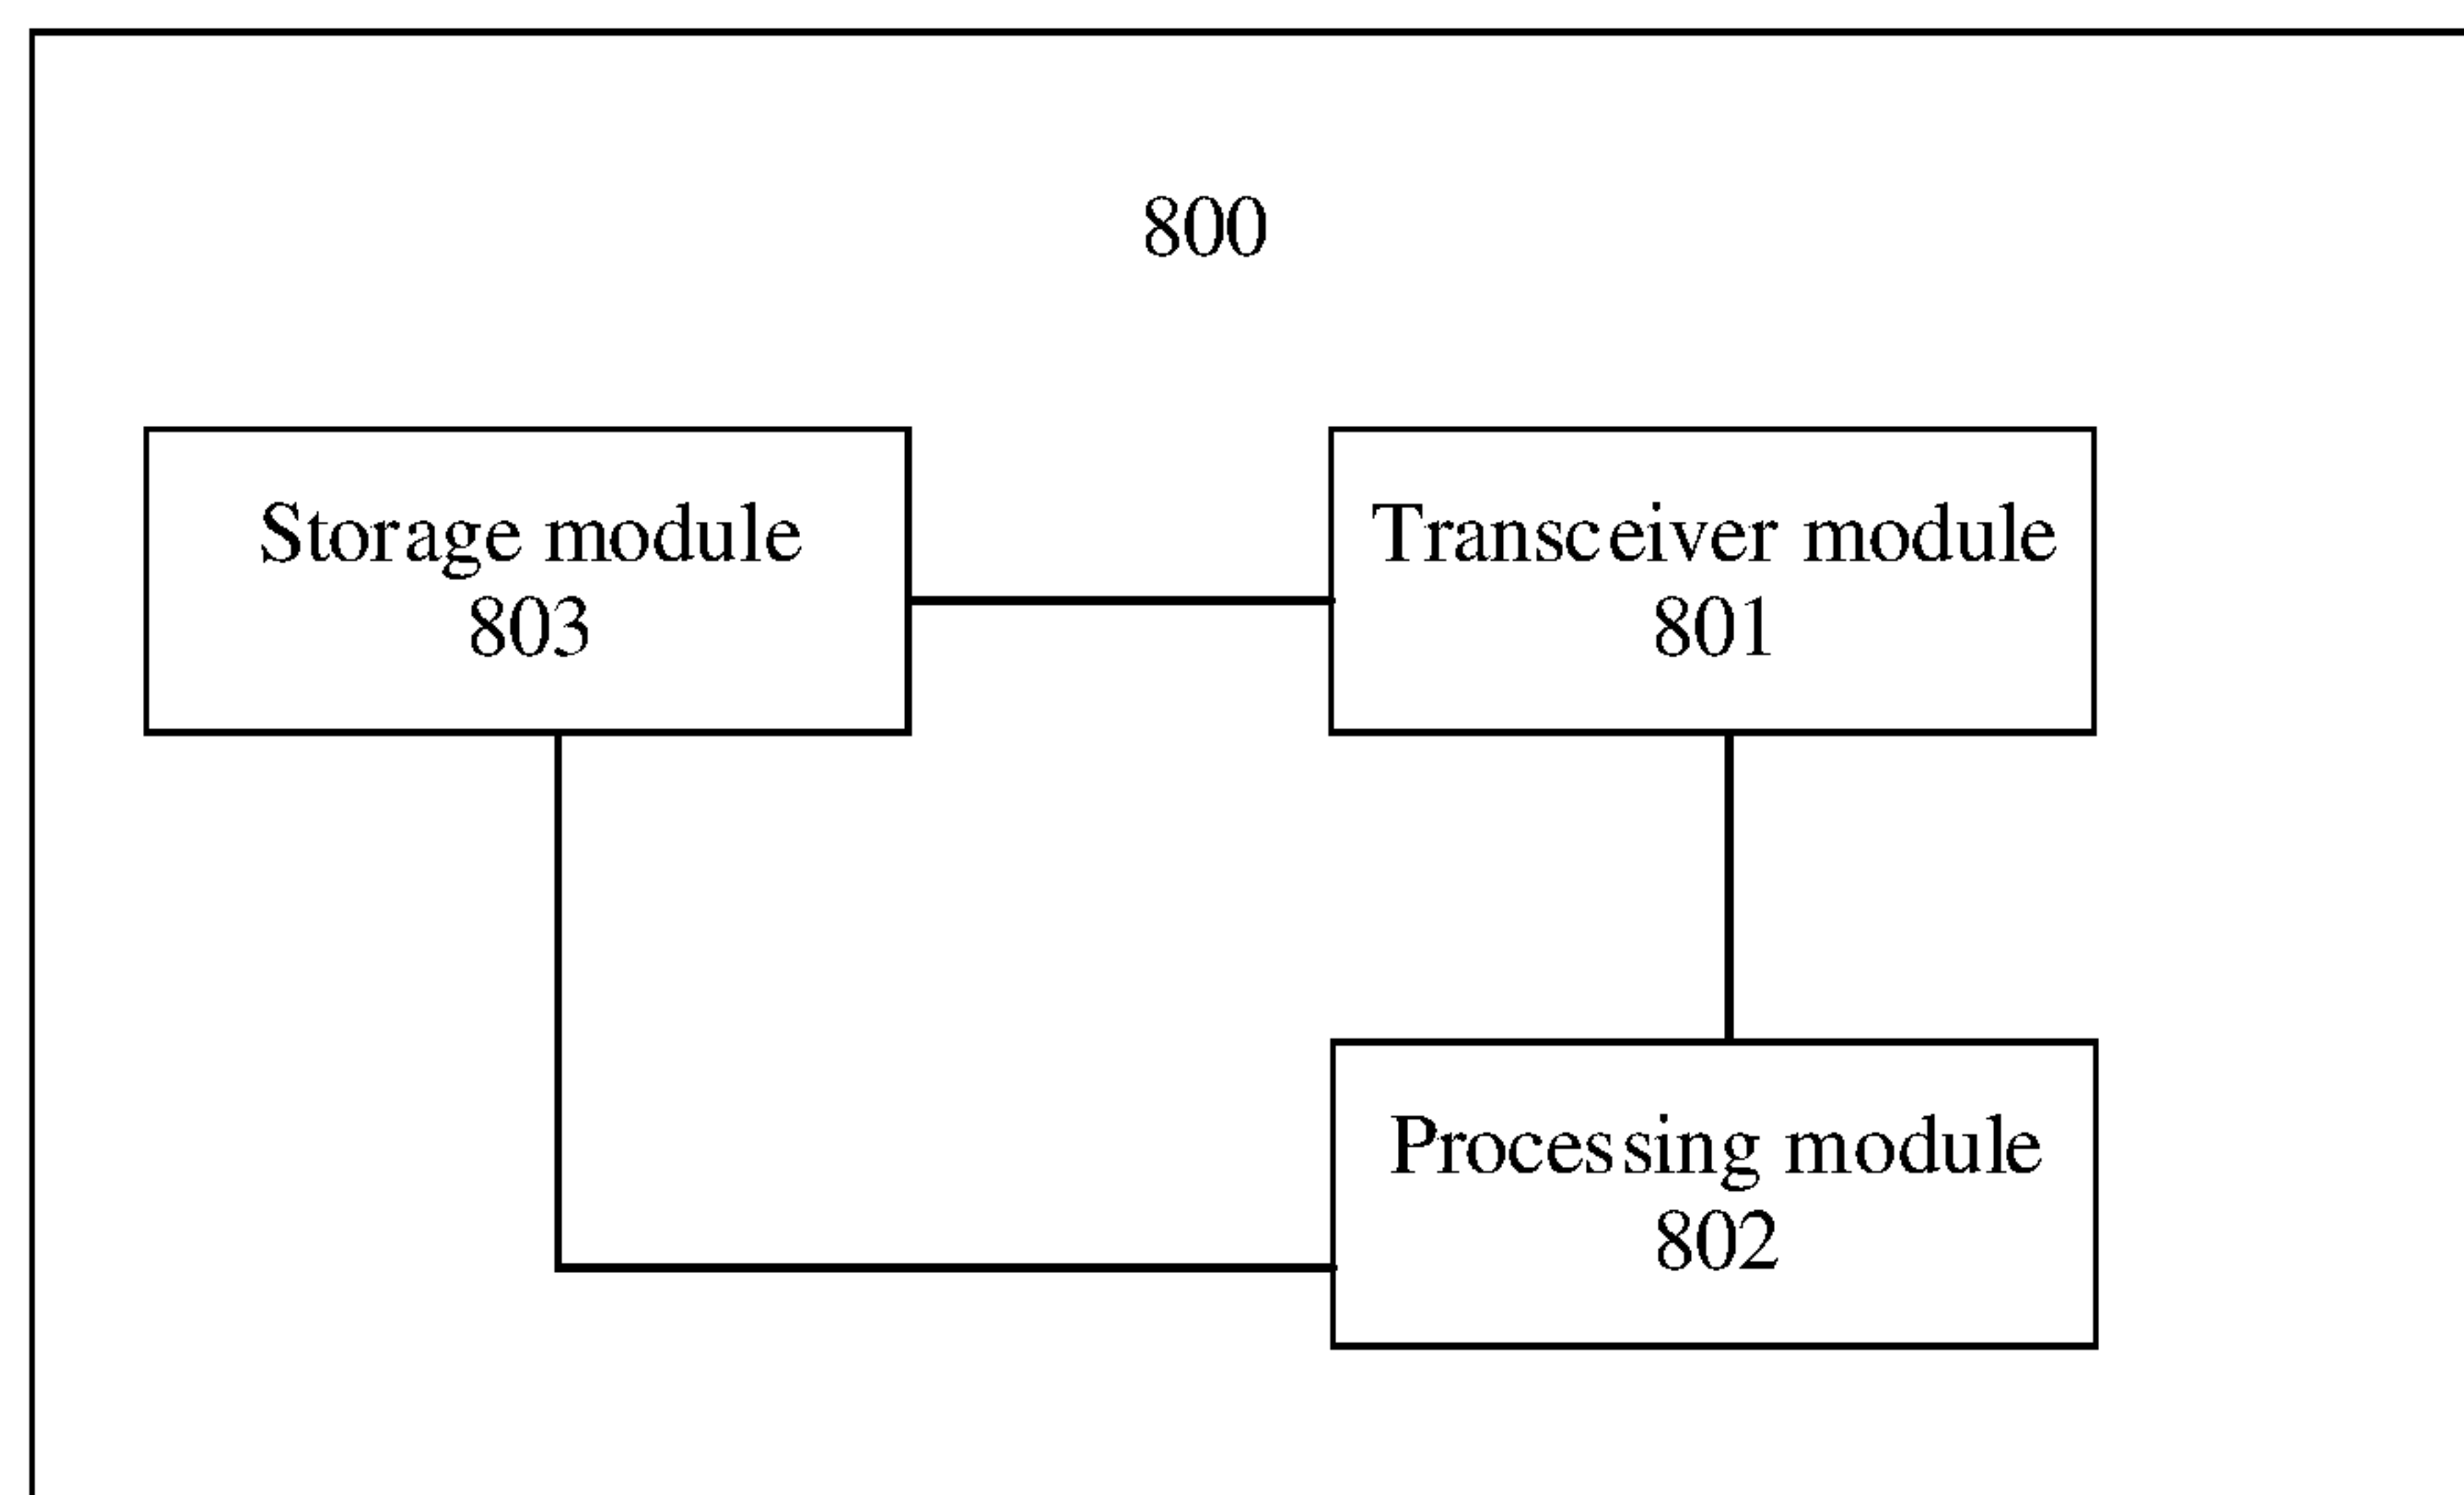 800
Storage module
803
Transceiver module
801
Processing module
802